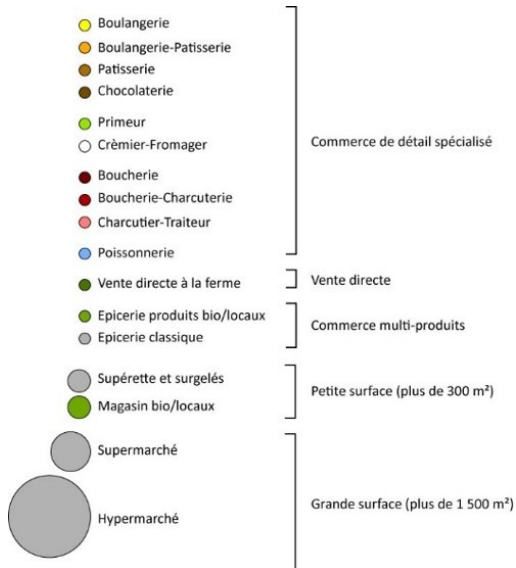 Boulangerie
Boulangerie-Patisserie
Patisserie
Chocolaterie
Primeur
Crèmier-Fromager
Boucherie
Boucherie-Charcuterie
Charcutier-Traiteur
Poissonnerie
Commerce de détail spécialisé
Vente directe à la ferme
Vente directe
Epicerie produits bio/locaux
Epicerie classique
Commerce multi-produits
Supérette et surgelés
Magasin bio/locaux
Petite surface (plus de 300 m²)
Supermarché
Hypermarché
Grande surface (plus de 1 500 m²)